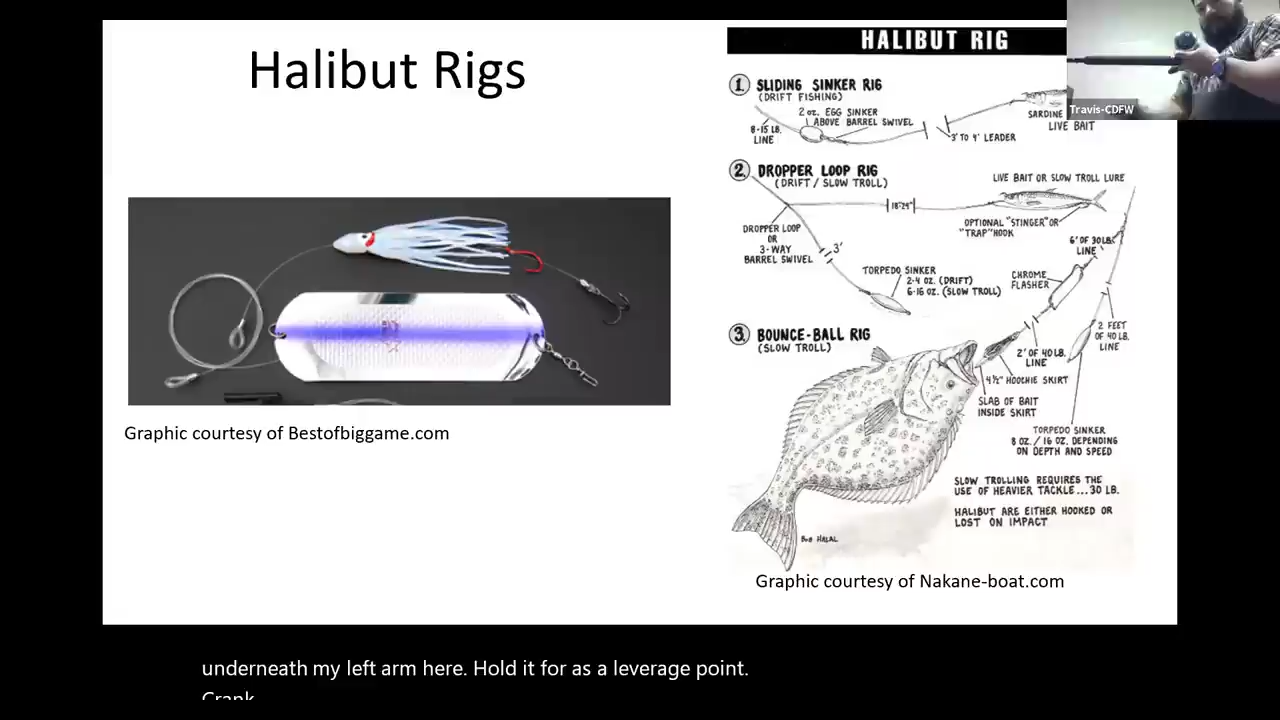 Halibut Rigs
Graphic courtesy of Bestofbiggame.com
HALIBUT RIG
1. SLIDING SINKER RIG
(DRIFT FISHING)
2 oz. EGG SINKER
ABOVE BARREL SWIVEL
8-15 LB.
LINE
3' TO 4' LEADER
SARDINE
LIVE BAIT
2. DROPPER LOOP RIG
(DRIFT / SLOW TROLL)
LIVE BAIT OR SLOW TROLL LURE
18-24"
DROPPER LOOP
OR
3-WAY
BARREL SWIVEL
3'
OPTIONAL "STINGER" OR
"TRAP" HOOK
TORPEDO SINKER
2-4 OZ. (DRIFT)
6-16 OZ. (SLOW TROLL)
3. BOUNCE-BALL RIG
(SLOW TROLL)
6' OF 30 LB.
LINE
CHROME
FLASHER
2 FEET
OF 40 LB.
LINE
2' OF 40 LB.
LINE
4½" HOOCHIE SKIRT
SLAB OF BAIT
INSIDE SKIRT
TORPEDO SINKER
8 OZ. / 16 OZ. DEPENDING
ON DEPTH AND SPEED
SLOW TROLLING REQUIRES THE
USE OF HEAVIER TACKLE...30 LB.
HALIBUT ARE EITHER HOOKED OR
LOST ON IMPACT
BOB HALAL
Graphic courtesy of Nakane-boat.com
Travis-CDFW
underneath my left arm here. Hold it for as a leverage point.
Crank